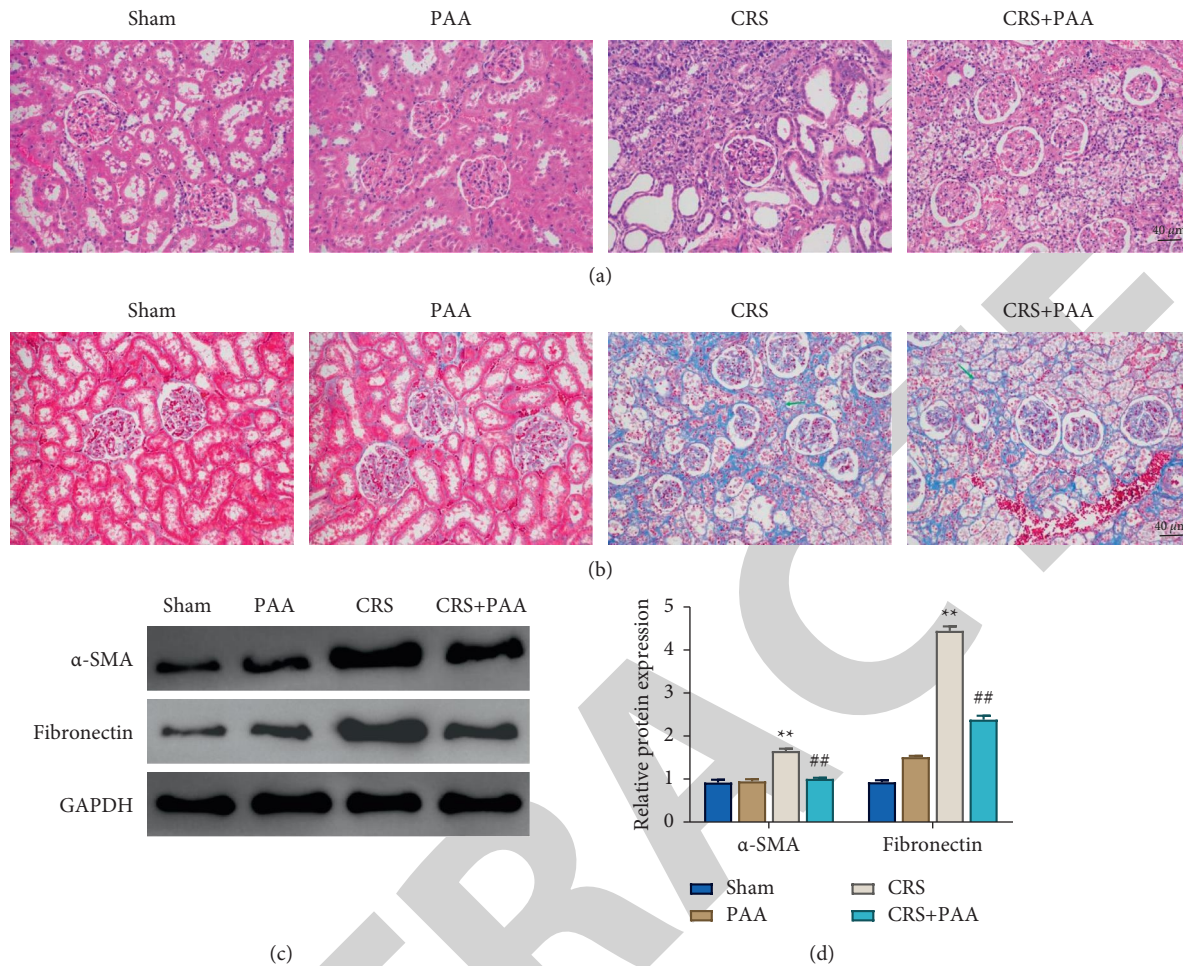 Sham PAA CRS CRS+PAA
40 μm
(a)
Sham PAA CRS CRS+PAA
40 μm
(b)
Sham PAA CRS CRS+PAA
α-SMA
Fibronectin
GAPDH
(c)
Relative protein expression
5
4
3
2
1
0
** ## ** ##
α-SMA Fibronectin
Sham CRS
PAA CRS+PAA
(d)